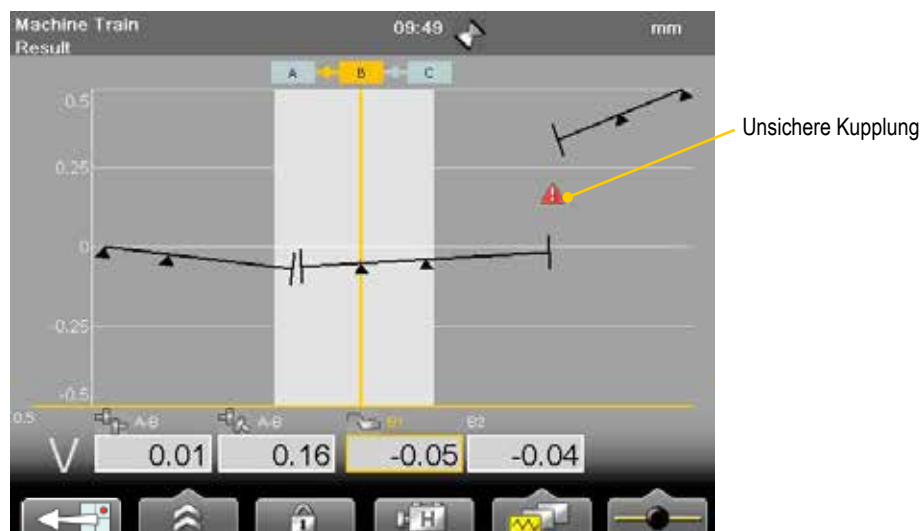 Machine Train 09:49 mm
Result
A B C
0.5
Unsichere Kupplung
0.25
0
-0.25
-0.5
0.5 A-B A-B B1 B2
V 0.01 0.16 -0.05 -0.04
1 H